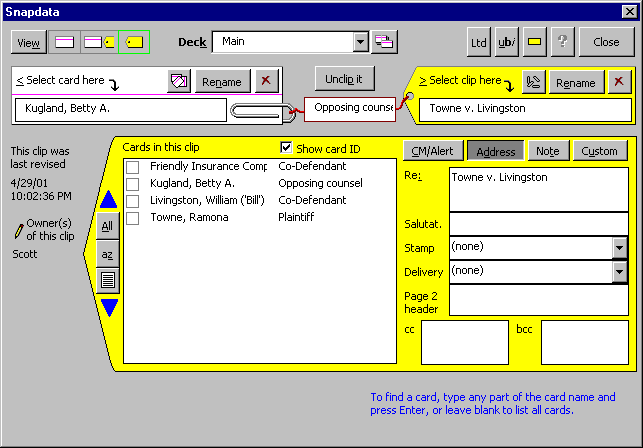 Snapdata
View
Deck Main
Ltd ubi ? Close
< Select card here
Rename
Unclip it
> Select clip here
Rename
Kugland, Betty A.
Opposing counse
Towne v. Livingston
This clip was
last revised
4/29/01
10:02:36 PM
Owner(s)
of this clip
Scott
All
az
Cards in this clip
Show card ID
Friendly Insurance Comp Co-Defendant
Kugland, Betty A. Opposing counsel
Livingston, William ('Bill') Co-Defendant
Towne, Ramona Plaintiff
CM/Alert Address Note Custom
Re: Towne v. Livingston
Salutat.
Stamp (none)
Delivery (none)
Page 2
header
cc bcc
To find a card, type any part of the card name and
press Enter, or leave blank to list all cards.